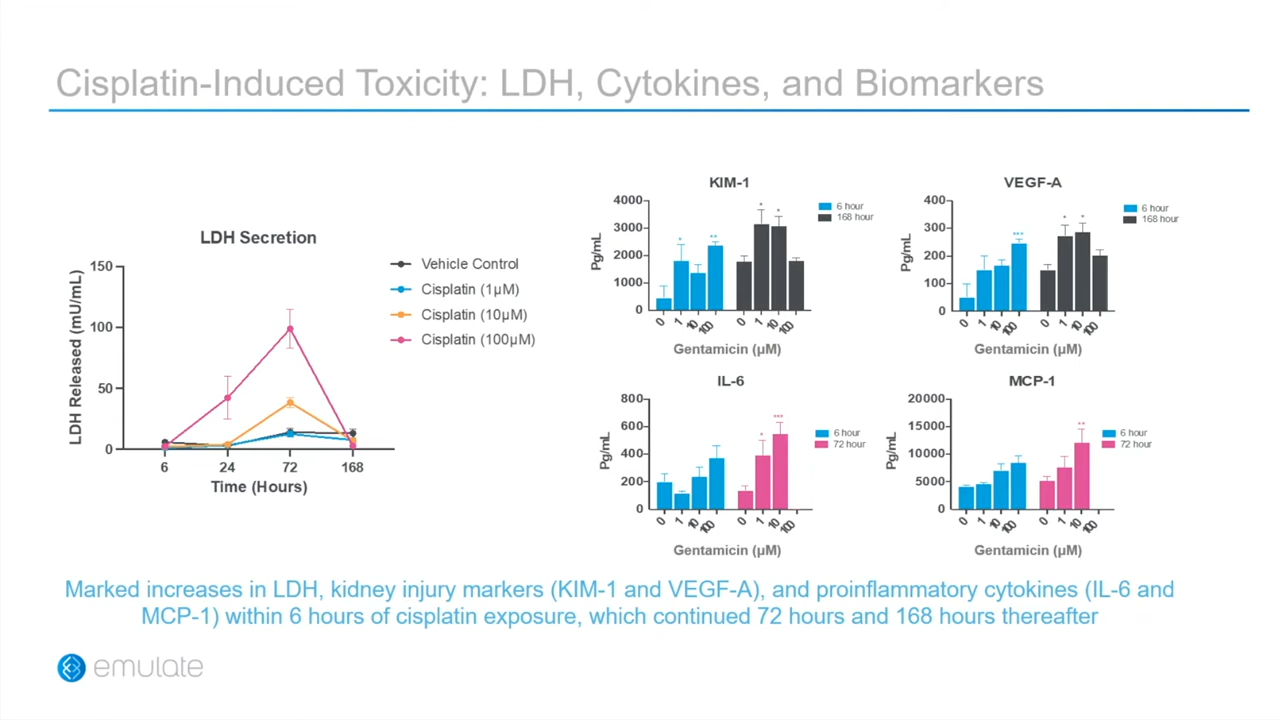 Cisplatin-Induced Toxicity: LDH, Cytokines, and Biomarkers
LDH Secretion
LDH Released (mU/mL)
150
100
50
0
6 24 72 168
Time (Hours)
Vehicle Control
Cisplatin (1µM)
Cisplatin (10µM)
Cisplatin (100µM)
KIM-1
Pg/mL
4000
3000
2000
1000
0
* ** * *
0 1 10 100 0 1 10 100
Gentamicin (µM)
6 hour
168 hour
VEGF-A
Pg/mL
400
300
200
100
0
*** * *
0 1 10 100 0 1 10 100
Gentamicin (µM)
6 hour
168 hour
IL-6
Pg/mL
800
600
400
200
0
* ***
0 1 10 100 0 1 10 100
Gentamicin (µM)
6 hour
72 hour
MCP-1
Pg/mL
20000
15000
10000
5000
0
**
0 1 10 100 0 1 10 100
Gentamicin (µM)
6 hour
72 hour
Marked increases in LDH, kidney injury markers (KIM-1 and VEGF-A), and proinflammatory cytokines (IL-6 and
MCP-1) within 6 hours of cisplatin exposure, which continued 72 hours and 168 hours thereafter
emulate